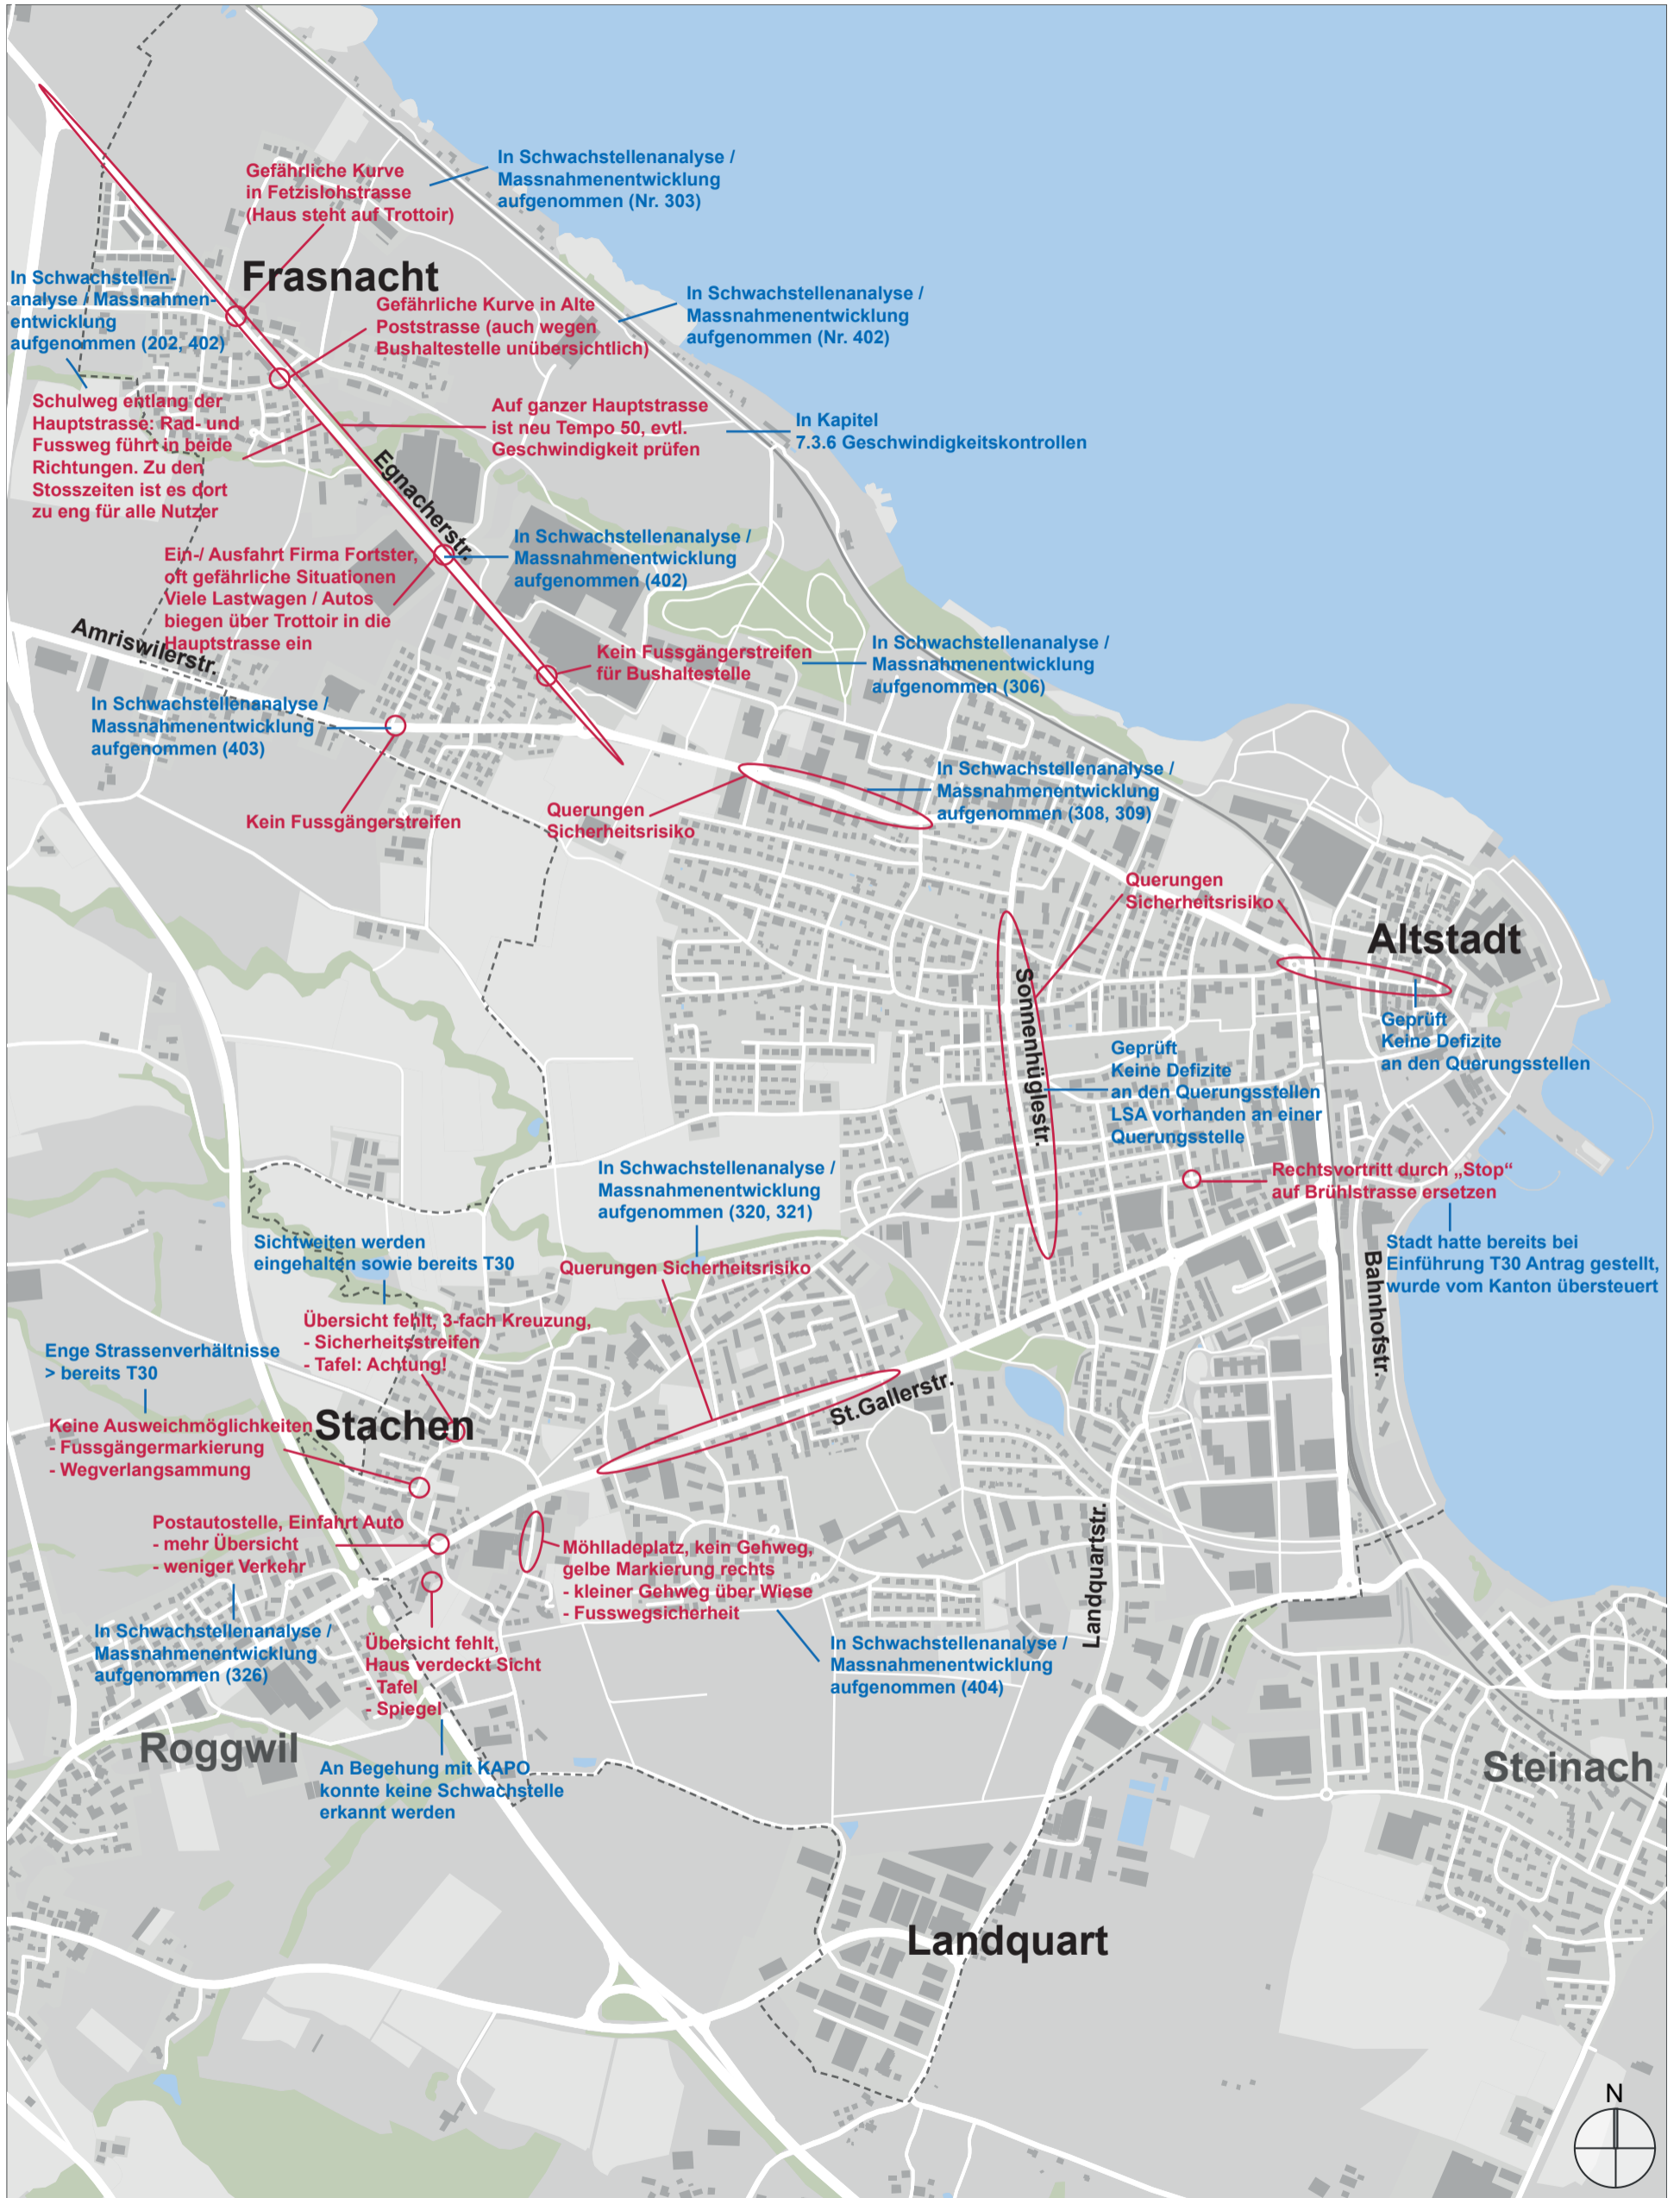 In Schwachstellenanalyse /
Massnahmenentwicklung
aufgenommen (Nr. 303)
Gefährliche Kurve
in Fetzislohstrasse
(Haus steht auf Trottoir)
Frasnacht
In Schwachstellen-
analyse / Massnahmen-
entwicklung
aufgenommen (202, 402)
Gefährliche Kurve in Alte
Poststrasse (auch wegen
Bushaltestelle unübersichtlich)
In Schwachstellenanalyse /
Massnahmenentwicklung
aufgenommen (Nr. 402)
Schulweg entlang der
Hauptstrasse: Rad- und
Fussweg führt in beide
Richtungen. Zu den
Stosszeiten ist es dort
zu eng für alle Nutzer
Auf ganzer Hauptstrasse
ist neu Tempo 50, evtl.
Geschwindigkeit prüfen
In Kapitel
7.3.6 Geschwindigkeitskontrollen
Egnacherstr.
Ein-/ Ausfahrt Firma Fortster,
oft gefährliche Situationen
Viele Lastwagen / Autos
biegen über Trottoir in die
Hauptstrasse ein
In Schwachstellenanalyse /
Massnahmenentwicklung
aufgenommen (402)
Amriswilerstr.
Kein Fussgängerstreifen
für Bushaltestelle
In Schwachstellenanalyse /
Massnahmenentwicklung
aufgenommen (306)
In Schwachstellenanalyse /
Massnahmenentwicklung
aufgenommen (403)
Kein Fussgängerstreifen
Querungen
Sicherheitsrisiko
In Schwachstellenanalyse /
Massnahmenentwicklung
aufgenommen (308, 309)
Querungen
Sicherheitsrisiko
Altstadt
Sonnenhüglestr.
Geprüft
Keine Defizite
an den Querungsstellen
Geprüft
Keine Defizite
an den Querungsstellen
LSA vorhanden an einer
Querungsstelle
In Schwachstellenanalyse /
Massnahmenentwicklung
aufgenommen (320, 321)
Rechtsvortritt durch „Stop“
auf Brühlstrasse ersetzen
Stadt hatte bereits bei
Einführung T30 Antrag gestellt,
wurde vom Kanton übersteuert
Bahnhofstr.
Sichtweiten werden
eingehalten sowie bereits T30
Querungen Sicherheitsrisiko
Übersicht fehlt, 3-fach Kreuzung,
- Sicherheitsstreifen
- Tafel: Achtung!
Enge Strassenverhältnisse
> bereits T30
St.Gallerstr.
Stachen
Keine Ausweichmöglichkeiten
- Fussgängermarkierung
- Wegverlangsammung
Postautostelle, Einfahrt Auto
- mehr Übersicht
- weniger Verkehr
Möhlladeplatz, kein Gehweg,
gelbe Markierung rechts
- kleiner Gehweg über Wiese
- Fusswegsicherheit
Landquartstr.
In Schwachstellenanalyse /
Massnahmenentwicklung
aufgenommen (326)
Übersicht fehlt,
Haus verdeckt Sicht
- Tafel
- Spiegel
In Schwachstellenanalyse /
Massnahmenentwicklung
aufgenommen (404)
Roggwil
An Begehung mit KAPO
konnte keine Schwachstelle
erkannt werden
Steinach
Landquart
N